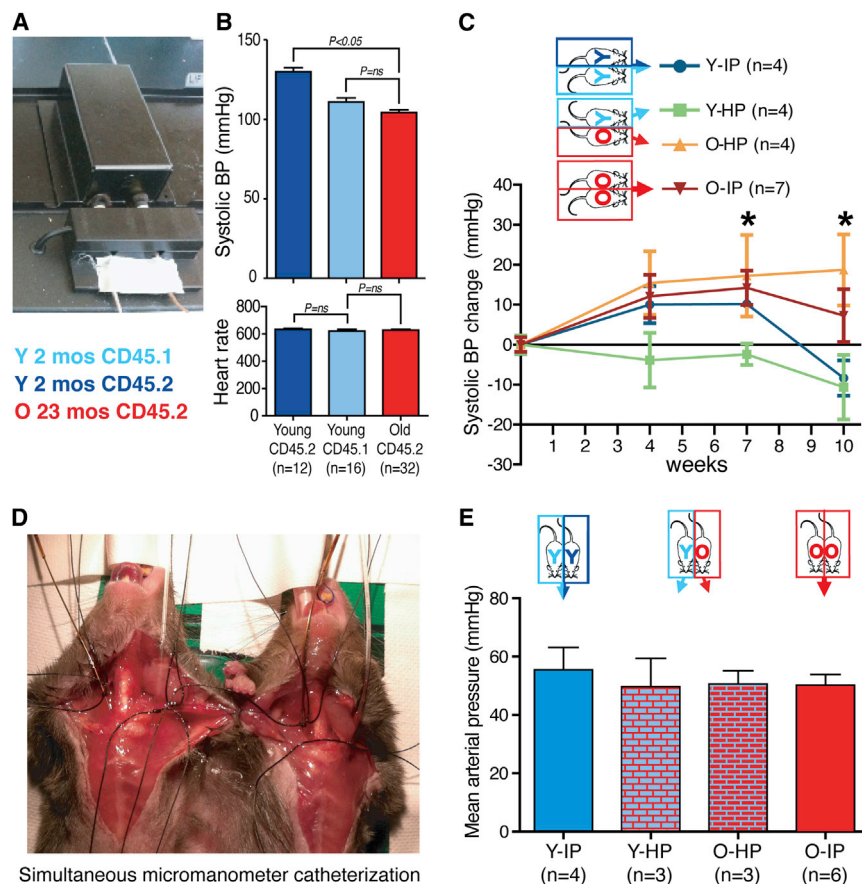 A
Y 2 mos CD45.1
Y 2 mos CD45.2
O 23 mos CD45.2
B
P<0.05
P=ns
Systolic BP (mmHg)
150
100
50
0
P=ns
P=ns
Heart rate
800
600
400
200
0
Young
CD45.2
(n=12)
Young
CD45.1
(n=16)
Old
CD45.2
(n=32)
C
Y
Y
Y-IP (n=4)
Y
O
Y-HP (n=4)
O-HP (n=4)
O
O
O-IP (n=7)
Systolic BP change (mmHg)
40
30
20
10
0
-10
-20
-30
* *
1 2 3 4 5 6 7 8 9 10
weeks
D
Simultaneous micromanometer catheterization
E
Y Y
Y O
O O
Mean arterial pressure (mmHg)
80
60
40
20
0
Y-IP
(n=4)
Y-HP
(n=3)
O-HP
(n=3)
O-IP
(n=6)